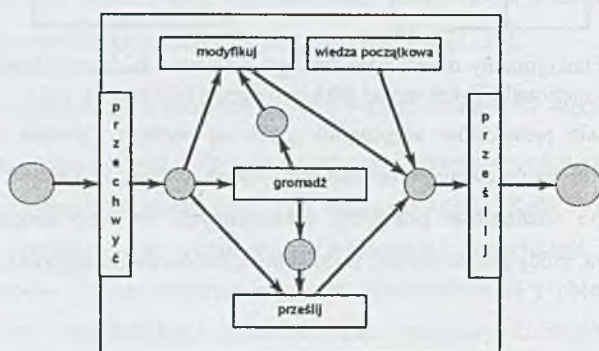 modyfikuj
wiedza początkowa
przechwyć
gromadź
prześlij
prześlij